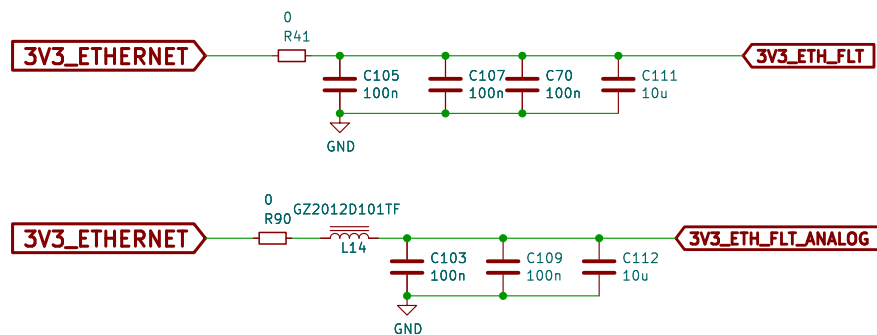 0
R41
3V3_ETHERNET
3V3_ETH_FLT
C105
100n
C107
100n
C70
100n
C111
10u
GND
0
R90
GZ2012D101TF
L14
3V3_ETHERNET
3V3_ETH_FLT_ANALOG
C103
100n
C109
100n
C112
10u
GND